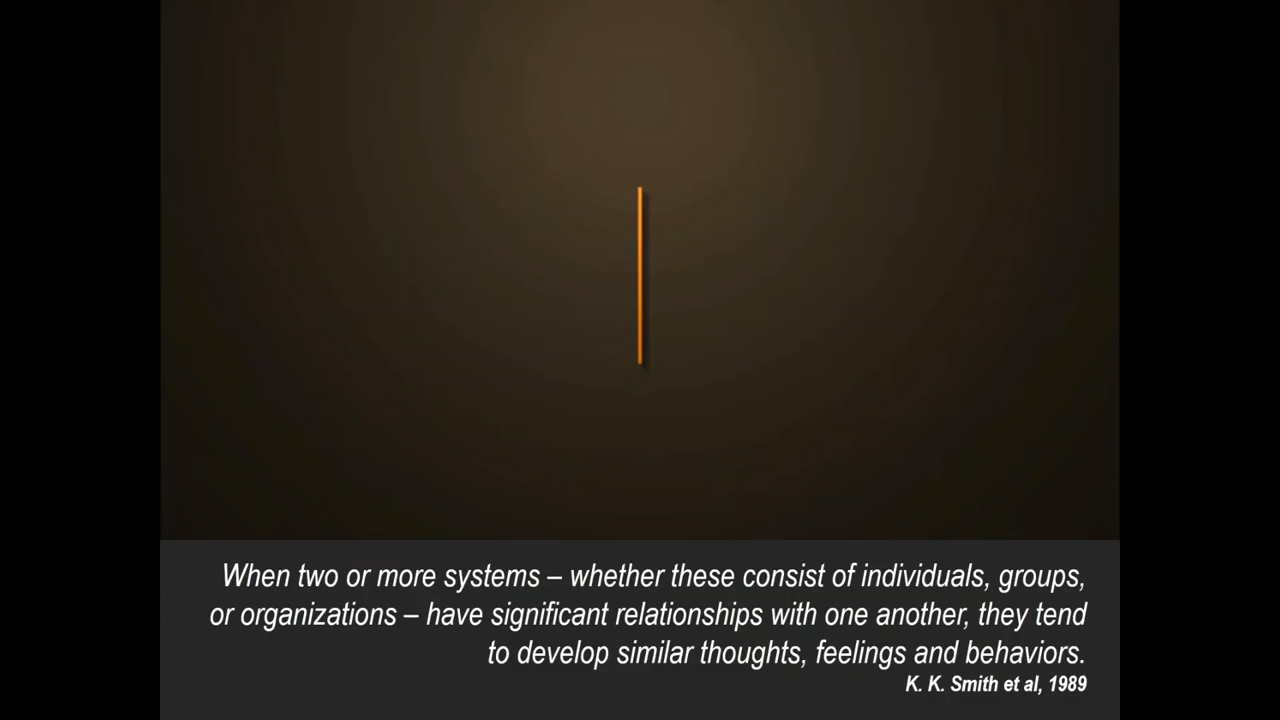 When two or more systems – whether these consist of individuals, groups,
or organizations – have significant relationships with one another, they tend
to develop similar thoughts, feelings and behaviors.
K. K. Smith et al, 1989